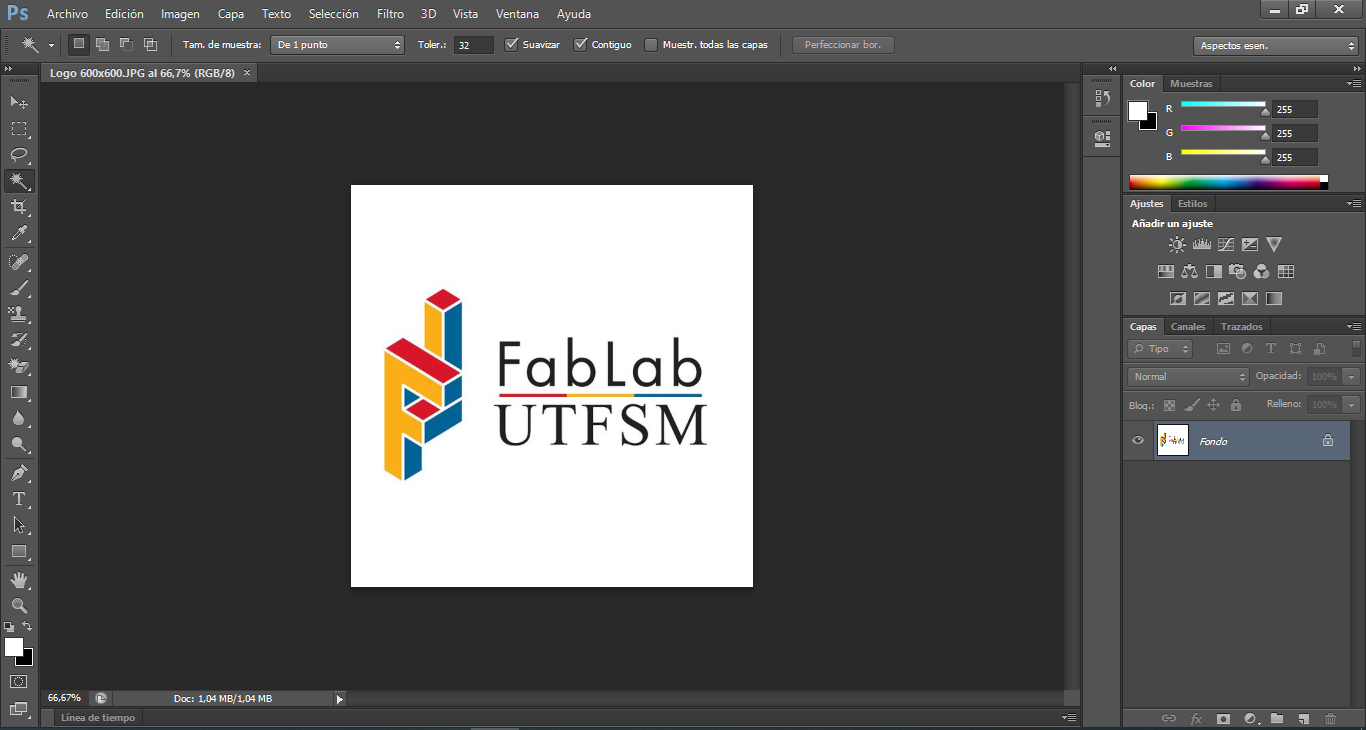 Ps Archivo Edición Imagen Capa Texto Selección Filtro 3D Vista Ventana Ayuda
Tam. de muestra: De 1 punto Toler.: 32 Suavizar Contiguo Muestr. todas las capas Perfeccionar bor. Aspectos esen.
Logo 600x600.JPG al 66,7% (RGB/8) ×
Color Muestras
R 255
G 255
B 255
Ajustes Estilos
Añadir un ajuste
Capas Canales Trazados
Tipo
Normal Opacidad: 100%
Bloq.: Relleno: 100%
Fondo
fx
FabLab
UTFSM
T
66,67% Doc: 1,04 MB/1,04 MB
Línea de tiempo